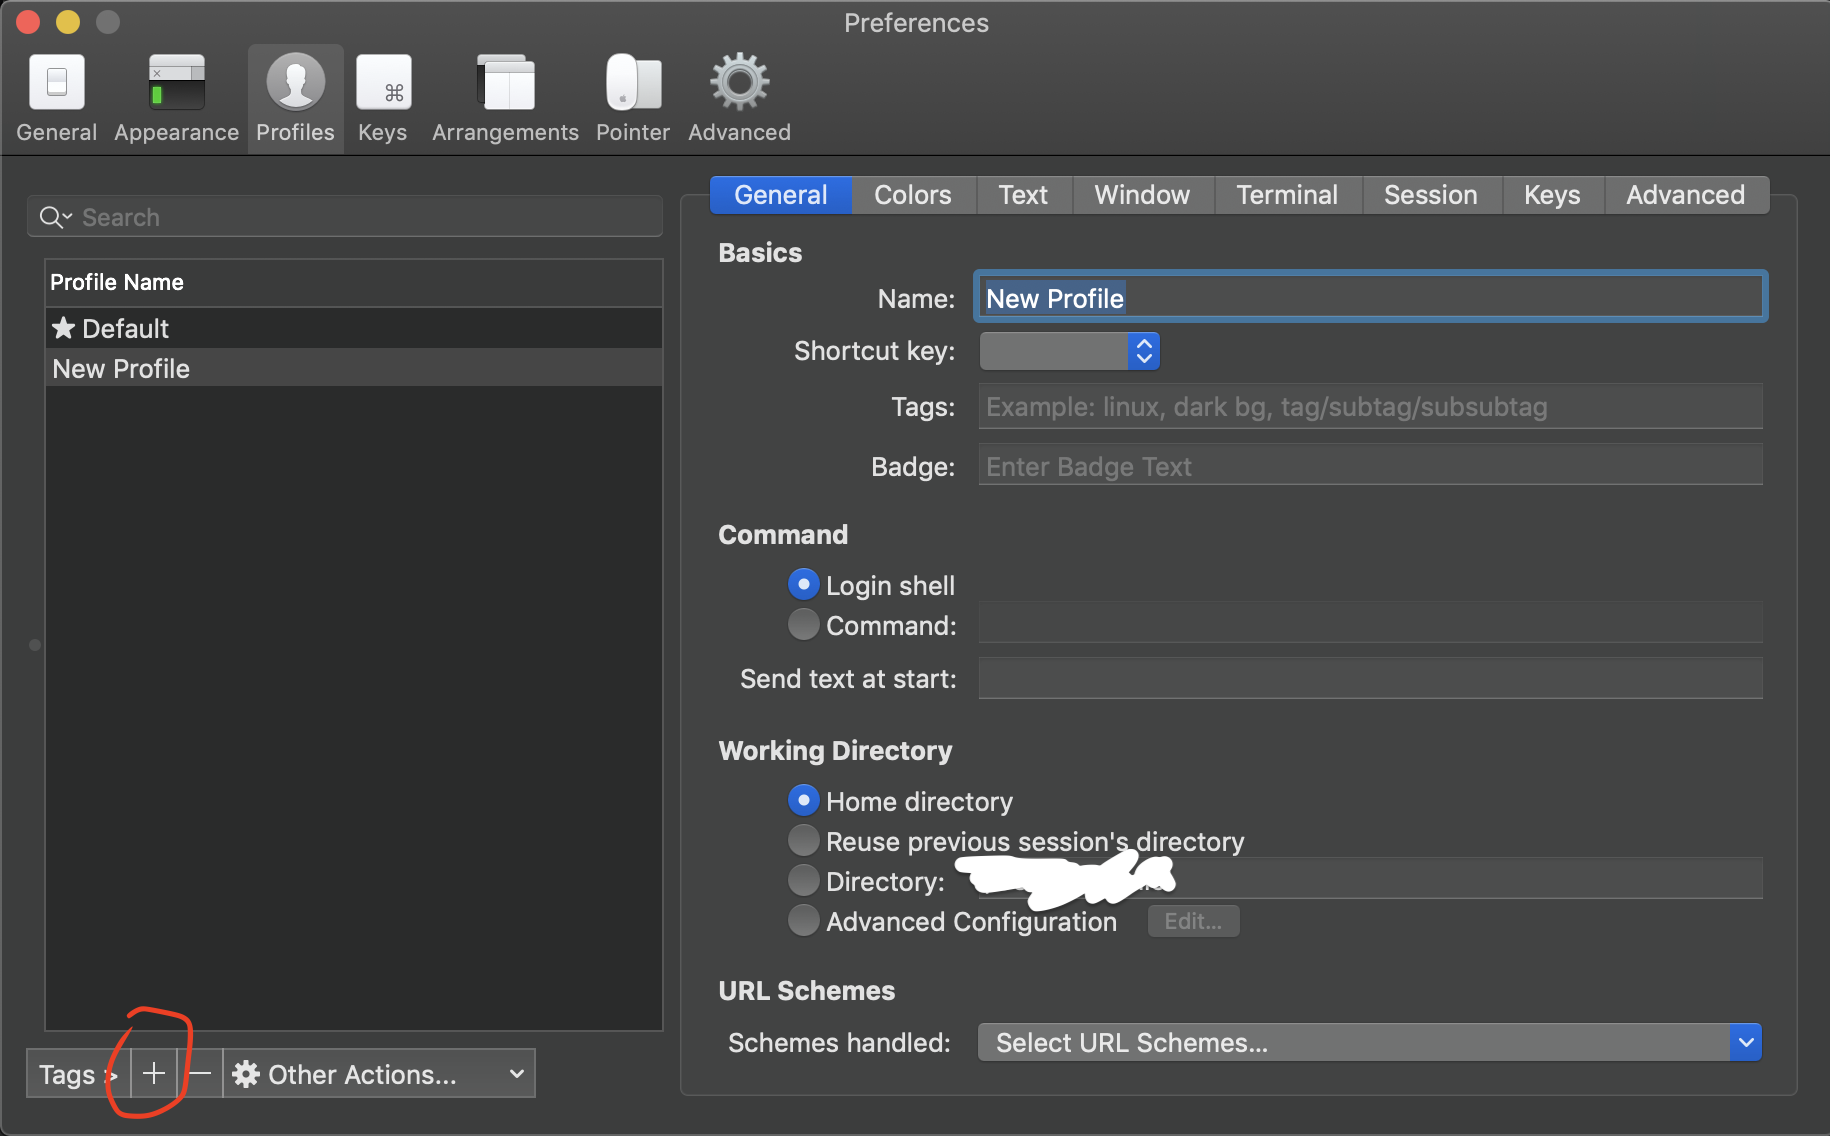 Preferences
General Appearance Profiles Keys Arrangements Pointer Advanced
Search
Profile Name
Default
New Profile
Tags >
Other Actions...
General Colors Text Window Terminal Session Keys Advanced
Basics
Name: New Profile
Shortcut key:
Tags: Example: linux, dark bg, tag/subtag/subsubtag
Badge: Enter Badge Text
Command
Login shell
Command:
Send text at start:
Working Directory
Home directory
Reuse previous session's directory
Directory:
Advanced Configuration Edit...
URL Schemes
Schemes handled: Select URL Schemes...